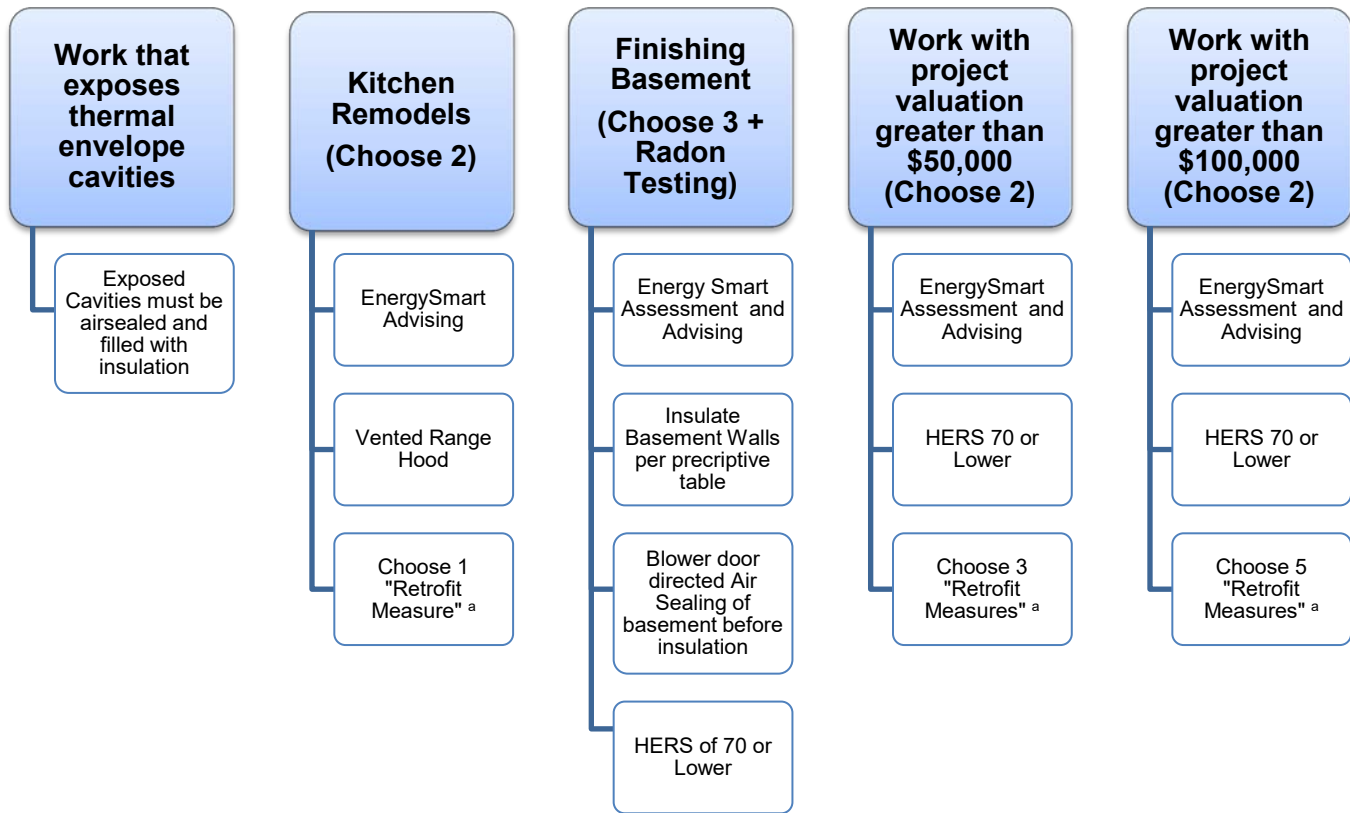 Work that
exposes
thermal
envelope
cavities
Exposed
Cavities must be
airsealed and
filled with
insulation
Kitchen
Remodels
(Choose 2)
EnergySmart
Advising
Vented Range
Hood
Choose 1
"Retrofit
Measure" ᵃ
Finishing
Basement
(Choose 3 +
Radon
Testing)
Energy Smart
Assessment and
Advising
Insulate
Basement Walls
per precriptive
table
Blower door
directed Air
Sealing of
basement before
insulation
HERS of 70 or
Lower
Work with
project
valuation
greater than
$50,000
(Choose 2)
EnergySmart
Assessment and
Advising
HERS 70 or
Lower
Choose 3
"Retrofit
Measures" ᵃ
Work with
project
valuation
greater than
$100,000
(Choose 2)
EnergySmart
Assessment and
Advising
HERS 70 or
Lower
Choose 5
"Retrofit
Measures" ᵃ